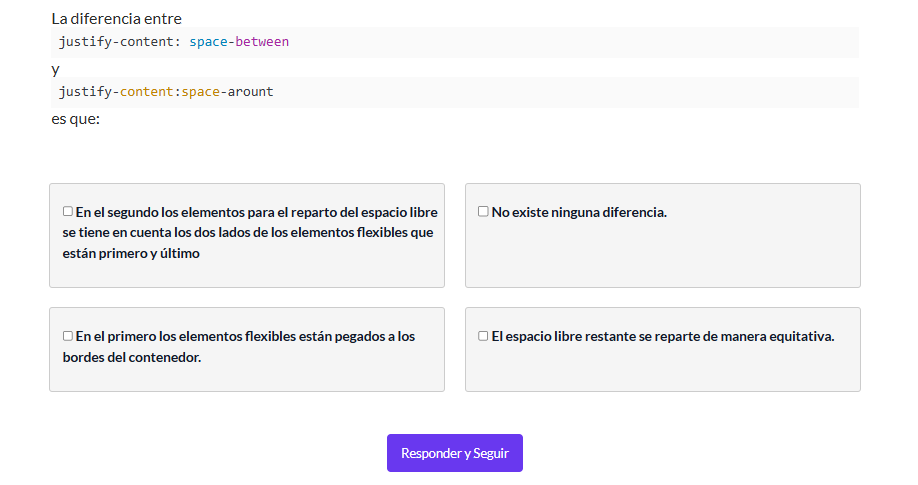 La diferencia entre
justify-content: space-between
y
justify-content:space-arount
es que:
En el segundo los elementos para el reparto del espacio libre
se tiene en cuenta los dos lados de los elementos flexibles que
están primero y último
No existe ninguna diferencia.
En el primero los elementos flexibles están pegados a los
bordes del contenedor.
El espacio libre restante se reparte de manera equitativa.
Responder y Seguir